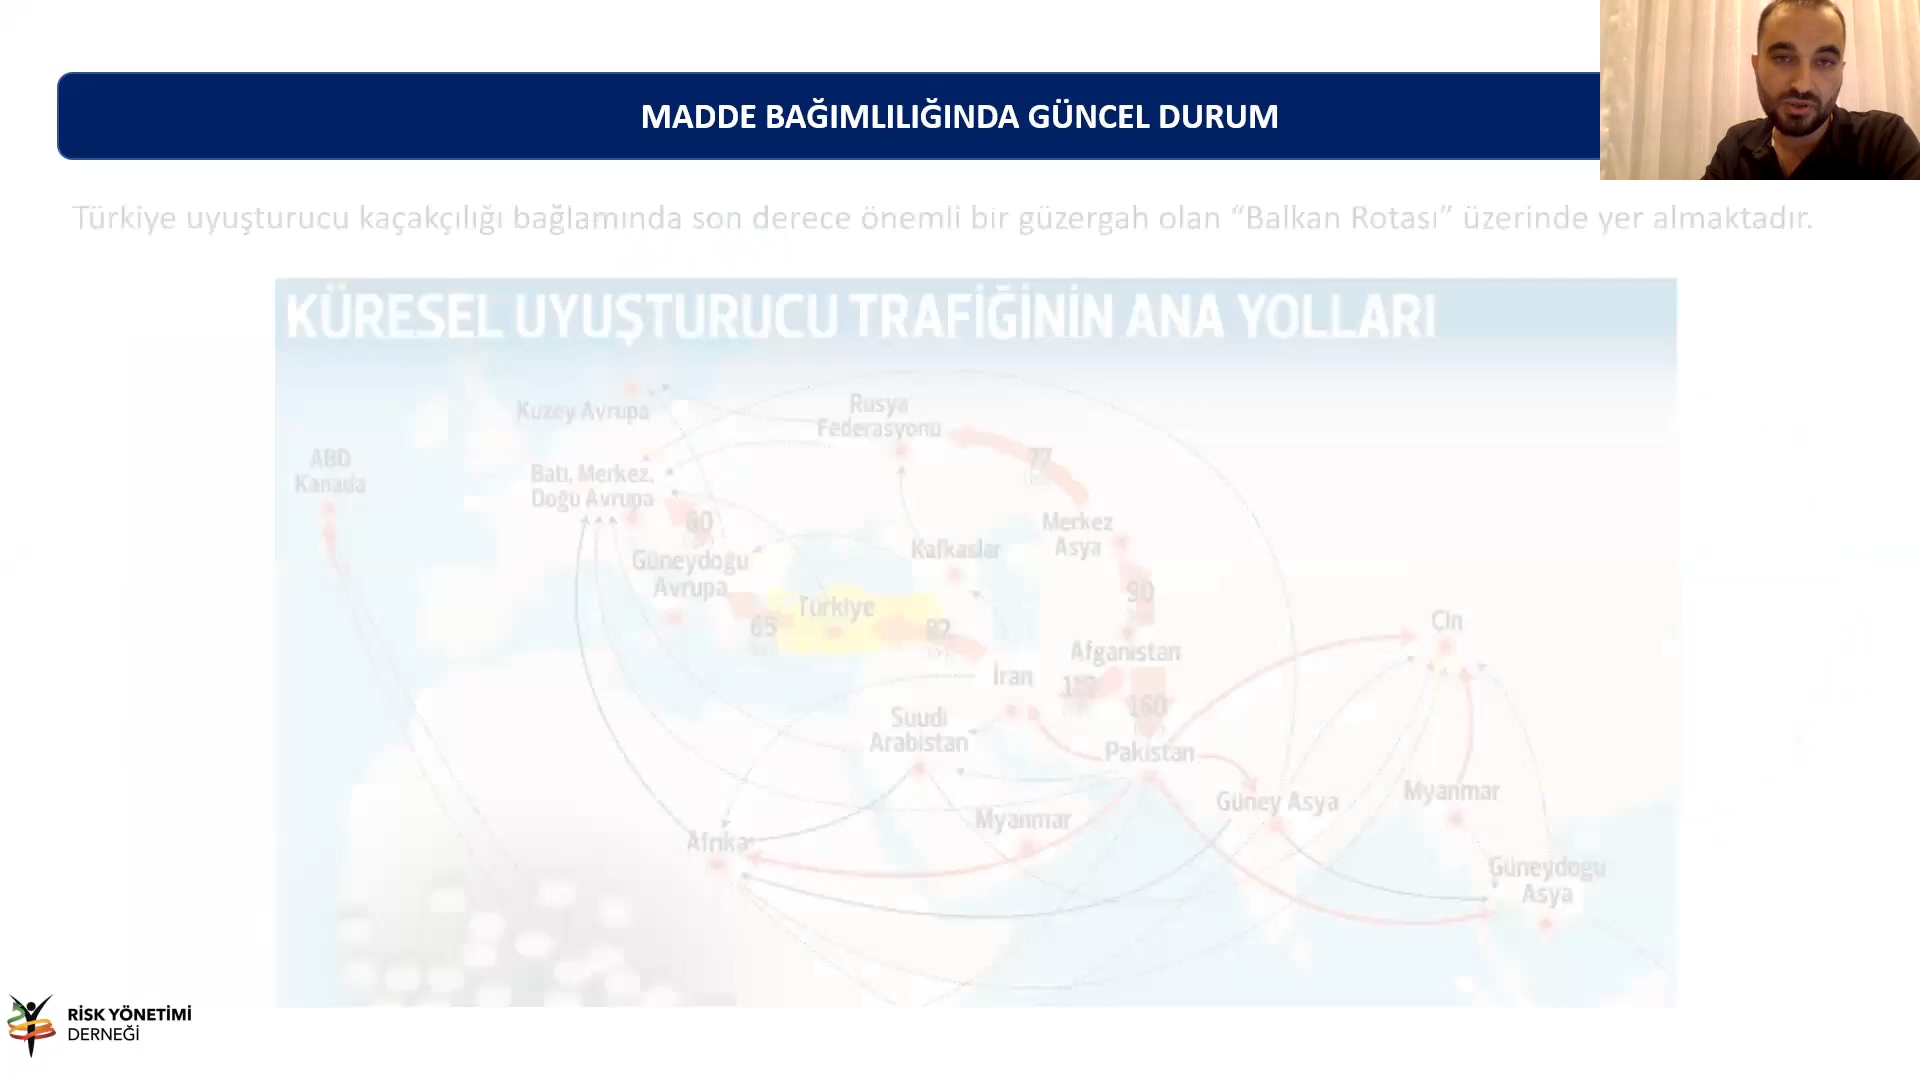 MADDE BAĞIMLILIĞINDA GÜNCEL DURUM
Türkiye uyuşturucu kaçakçılığı bağlamında son derece önemli bir güzergah olan “Balkan Rotası” üzerinde yer almaktadır.
KÜRESEL UYUŞTURUCU TRAFİĞİNİN ANA YOLLARI
Kuzey Avrupa
Rusya
Federasyonu
ABD
Kanada
77
Batı, Merkez,
Doğu Avrupa
60
Merkez
Asya
Güneydoğu
Avrupa
Kafkaslar
90
Türkiye
65
82
Çin
Afganistan
İran
160
Suudi
Arabistan
Pakistan
Güney Asya
Myanmar
Myanmar
Afrika
Güneydogu
Asya
RİSK YÖNETİMİ
DERNEĞİ